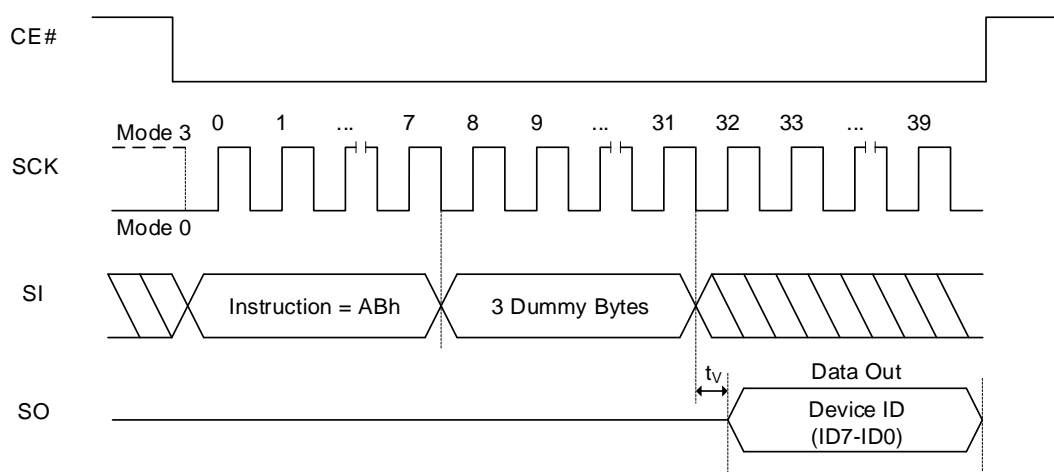 CE#
Mode 3
0 1 ... 7 8 9 ... 31 32 33 ... 39
SCK
Mode 0
SI
Instruction = ABh
3 Dummy Bytes
tV
Data Out
SO
Device ID
(ID7-ID0)